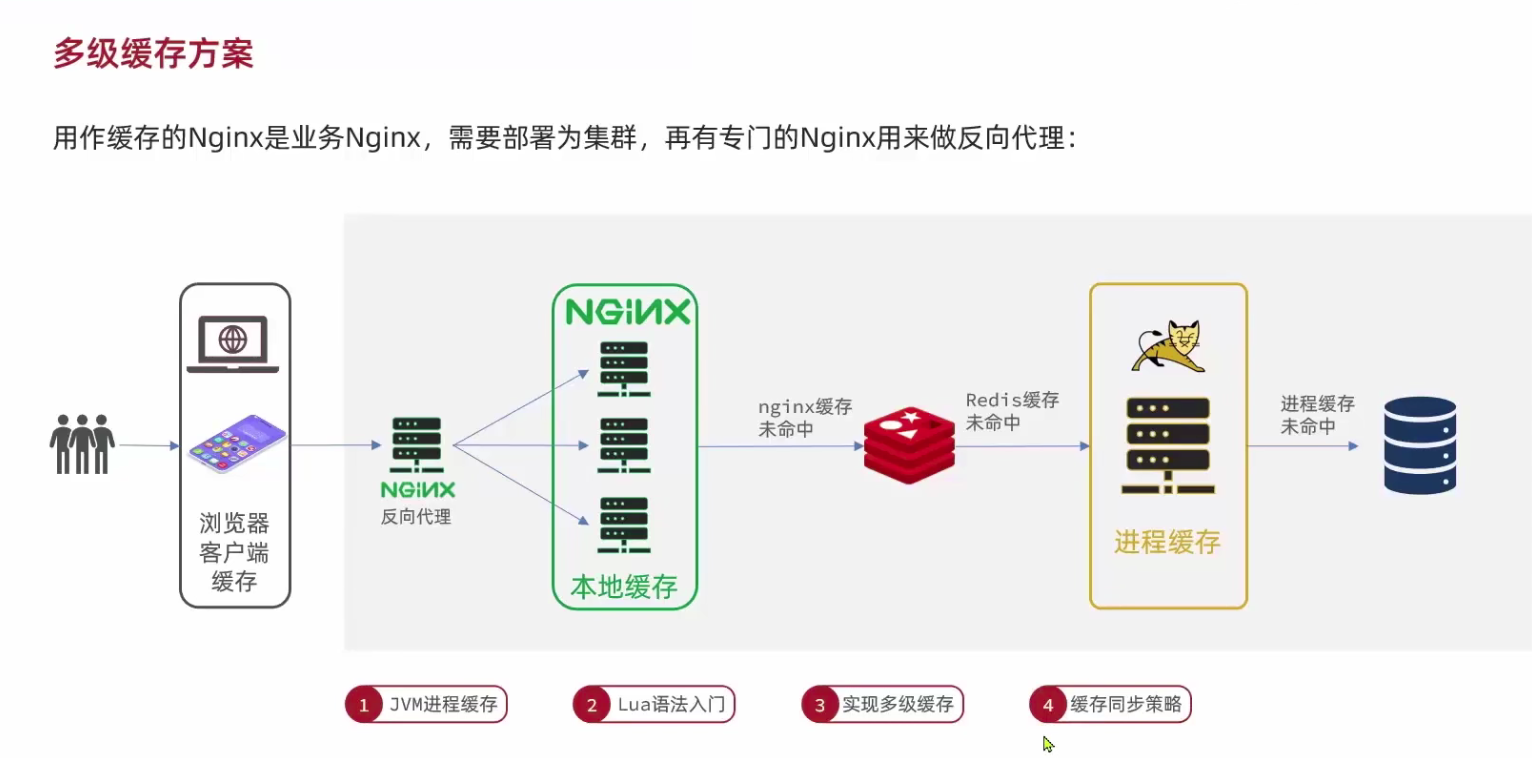 多级缓存方案
用作缓存的Nginx是业务Nginx，需要部署为集群，再有专门的Nginx用来做反向代理：
浏览器
客户端
缓存
NGINX
反向代理
NGINX
本地缓存
nginx缓存
未命中
Redis缓存
未命中
进程缓存
进程缓存
未命中
1 JVM进程缓存
2 Lua语法入门
3 实现多级缓存
4 缓存同步策略